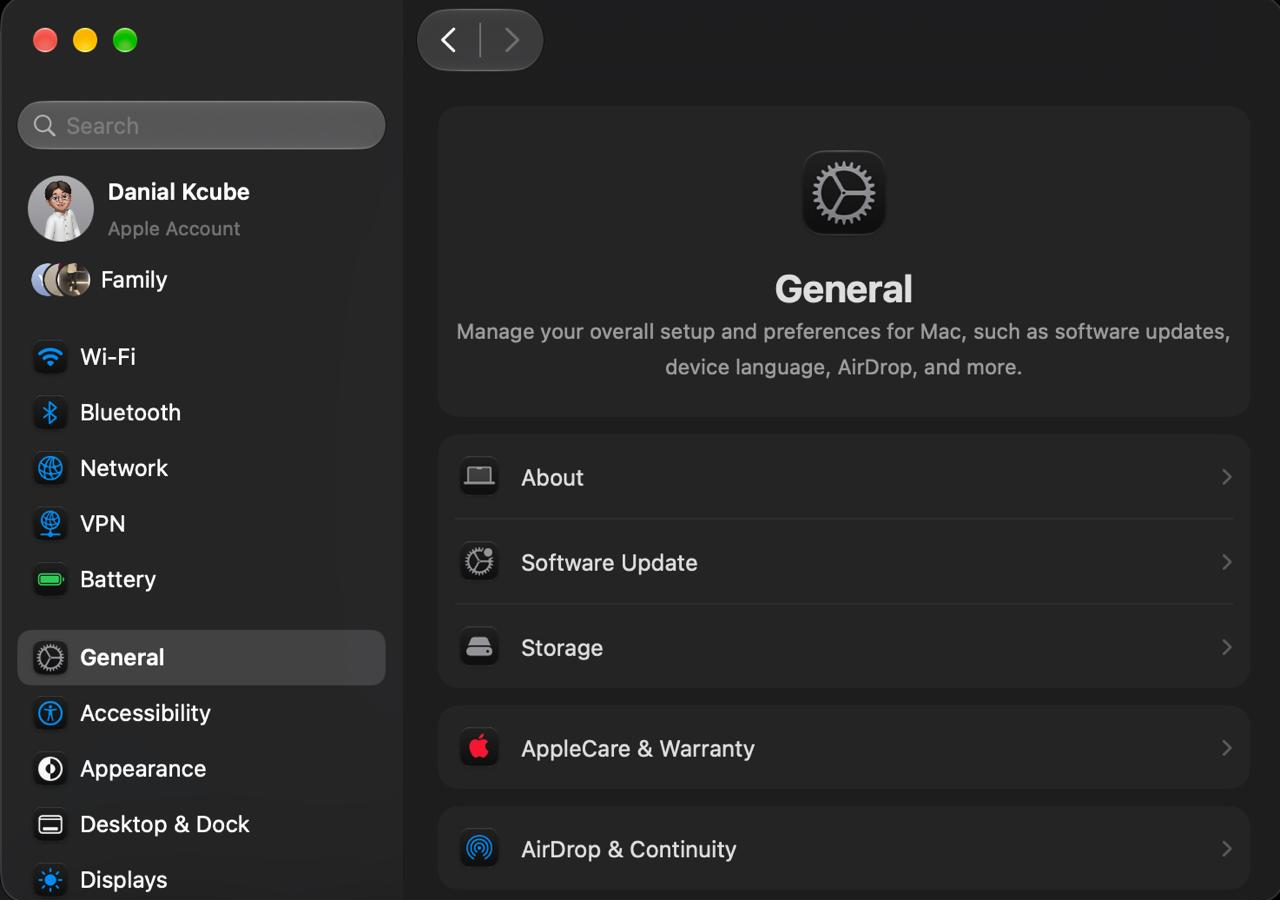 Search
Danial Kcube
Apple Account
Family
Wi-Fi
Bluetooth
Network
VPN
Battery
General
Accessibility
Appearance
Desktop & Dock
Displays
General
Manage your overall setup and preferences for Mac, such as software updates,
device language, AirDrop, and more.
About
Software Update
Storage
AppleCare & Warranty
AirDrop & Continuity